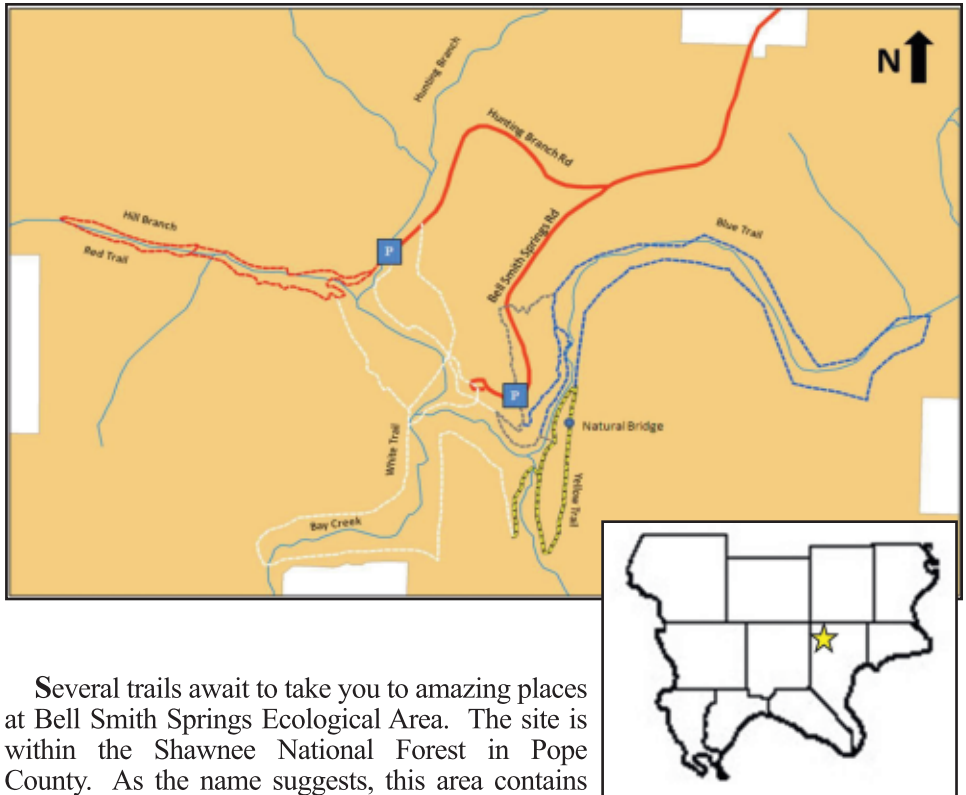 N
Hunting Branch
Hunting Branch Rd
Hill Branch
Red Trail
P
Bell Smith Springs Rd
Blue Trail
P
Natural Bridge
White Trail
Yellow Trail
Bay Creek
Several trails await to take you to amazing places
at Bell Smith Springs Ecological Area. The site is
within the Shawnee National Forest in Pope
County. As the name suggests, this area contains